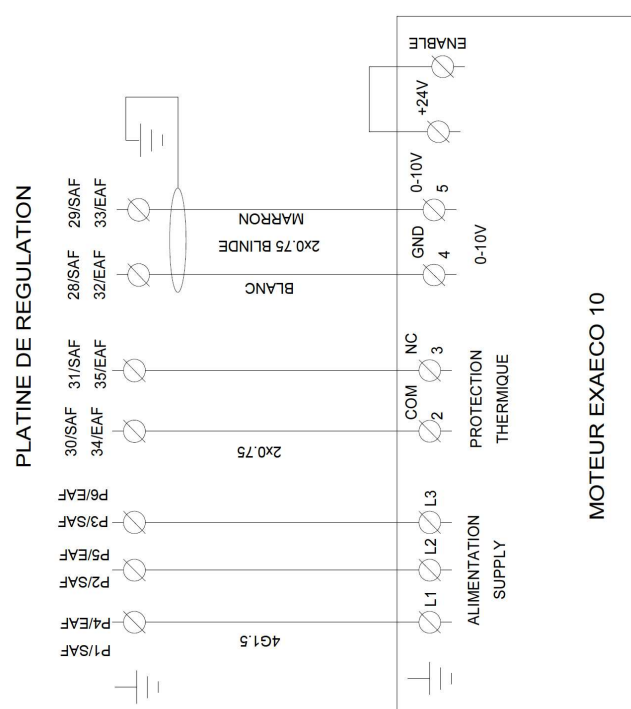 PLATINE DE REGULATION
29/SAF
33/EAF
28/SAF
32/EAF
31/SAF
35/EAF
30/SAF
34/EAF
P6/EAF
P3/SAF
P5/EAF
P2/SAF
P4/EAF
P1/SAF
MARRON
2x0.75 BLINDE
BLANC
2x0.75
4G1.5
ENABLE
+24V
0-10V
5
GND
4
0-10V
NC
3
COM
2
PROTECTION
THERMIQUE
L3
L2
L1
ALIMENTATION
SUPPLY
MOTEUR EXAECO 10